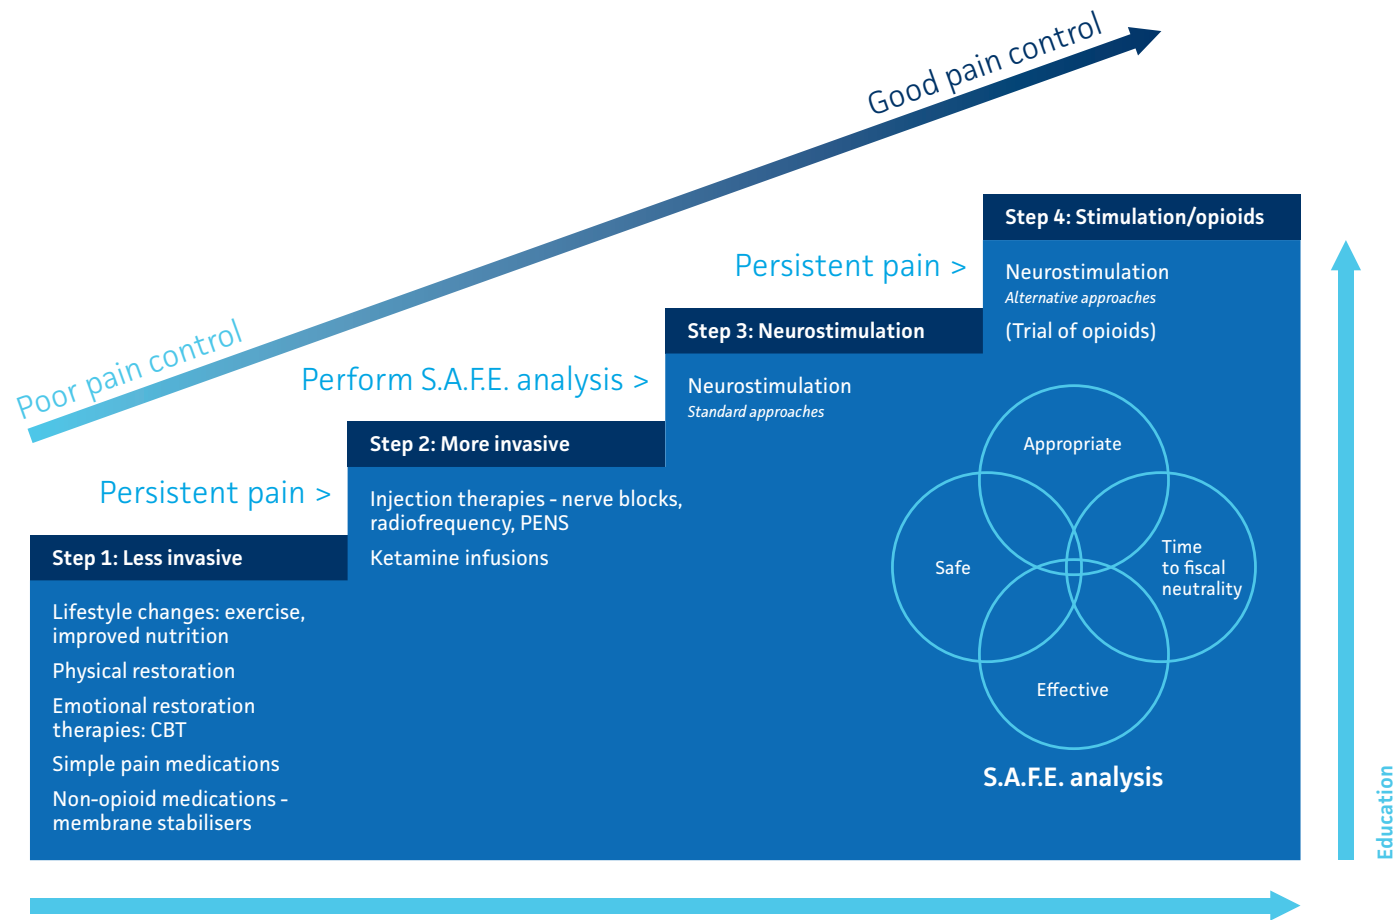 Good pain control
Poor pain control
Step 4: Stimulation/opioids
Persistent pain >
Neurostimulation
Alternative approaches
(Trial of opioids)
Step 3: Neurostimulation
Perform S.A.F.E. analysis >
Neurostimulation
Standard approaches
Step 2: More invasive
Persistent pain >
Injection therapies - nerve blocks,
radiofrequency, PENS
Ketamine infusions
Step 1: Less invasive
Lifestyle changes: exercise,
improved nutrition
Physical restoration
Emotional restoration
therapies: CBT
Simple pain medications
Non-opioid medications -
membrane stabilisers
Appropriate
Safe
Time
to fiscal
neutrality
Effective
S.A.F.E. analysis
Education